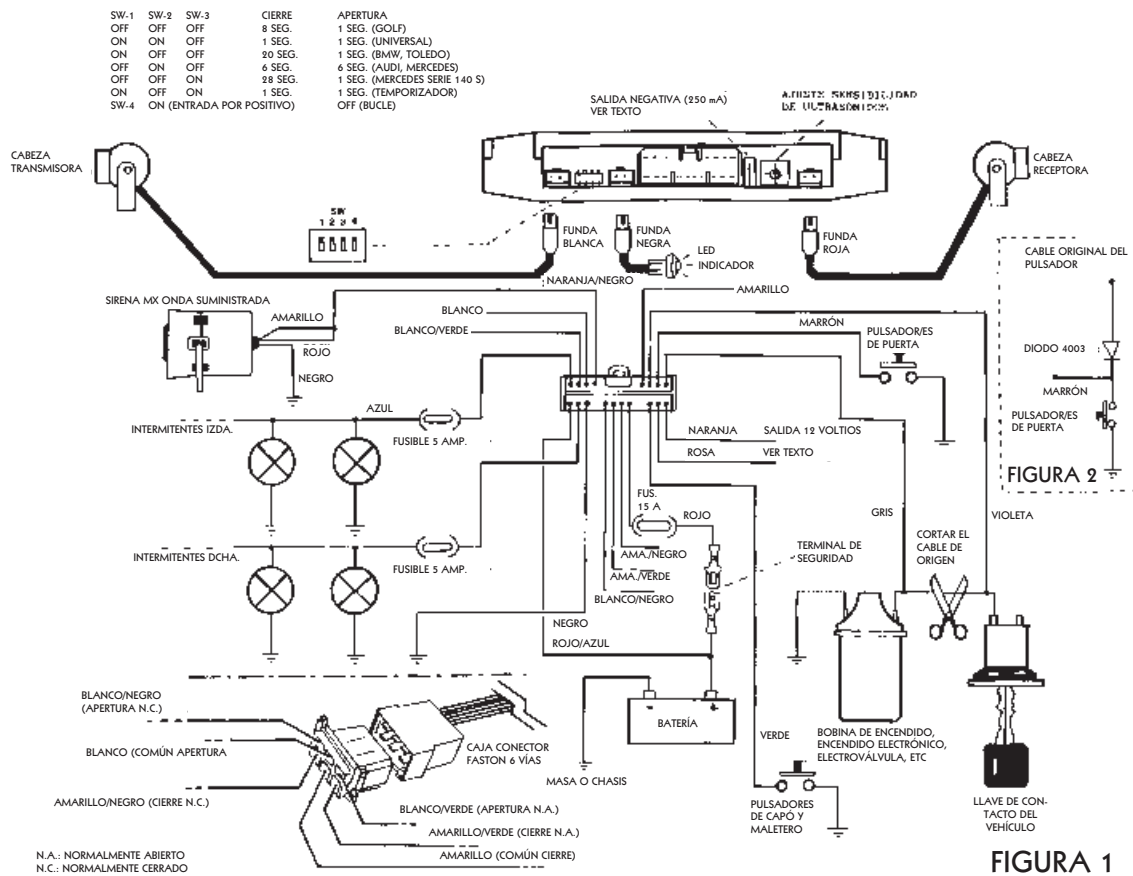 SW-1 SW-2 SW-3 CIERRE APERTURA
OFF OFF OFF 8 SEG. 1 SEG. (GOLF)
ON ON OFF 1 SEG. 1 SEG. (UNIVERSAL)
ON OFF OFF 20 SEG. 1 SEG. (BMW, TOLEDO)
OFF ON OFF 6 SEG. 6 SEG. (AUDI, MERCEDES)
OFF OFF ON 28 SEG. 1 SEG. (MERCEDES SERIE 140 S)
ON OFF ON 1 SEG. 1 SEG. (TEMPORIZADOR)
SW-4 ON (ENTRADA POR POSITIVO) OFF (BUCLE)
SALIDA NEGATIVA (250 mA)
VER TEXTO
AJUSTE SENSIBILIDAD
DE ULTRASONIDOS
CABEZA
TRANSMISORA
CABEZA
RECEPTORA
SW
1 2 3 4
FUNDA
BLANCA
FUNDA
NEGRA
LED
INDICADOR
FUNDA
ROJA
CABLE ORIGINAL DEL
PULSADOR
DIODO 4003
MARRÓN
PULSADOR/ES
DE PUERTA
FIGURA 2
NARANJA/NEGRO
SIRENA MX ONDA SUMINISTRADA
AMARILLO
ROJO
NEGRO
BLANCO
BLANCO/VERDE
AMARILLO
MARRÓN
PULSADOR/ES
DE PUERTA
AZUL
INTERMITENTES IZDA.
FUSIBLE 5 AMP.
NARANJA SALIDA 12 VOLTIOS
ROSA VER TEXTO
FUS.
15 A
ROJO
GRIS
VIOLETA
INTERMITENTES DCHA.
FUSIBLE 5 AMP.
AMA./NEGRO
AMA./VERDE
BLANCO/NEGRO
TERMINAL DE
SEGURIDAD
CORTAR EL
CABLE DE
ORIGEN
NEGRO
ROJO/AZUL
BLANCO/NEGRO
(APERTURA N.C.)
BLANCO (COMÚN APERTURA
AMARILLO/NEGRO (CIERRE N.C.)
CAJA CONECTOR
FASTON 6 VÍAS
BLANCO/VERDE (APERTURA N.A.)
AMARILLO/VERDE (CIERRE N.A.)
AMARILLO (COMÚN CIERRE)
MASA O CHASIS
BATERÍA
VERDE
PULSADORES
DE CAPÓ Y
MALETERO
BOBINA DE ENCENDIDO,
ENCENDIDO ELECTRÓNICO,
ELECTROVÁLVULA, ETC
LLAVE DE CON-
TACTO DEL
VEHÍCULO
N.A.: NORMALMENTE ABIERTO
N.C.: NORMALMENTE CERRADO
FIGURA 1